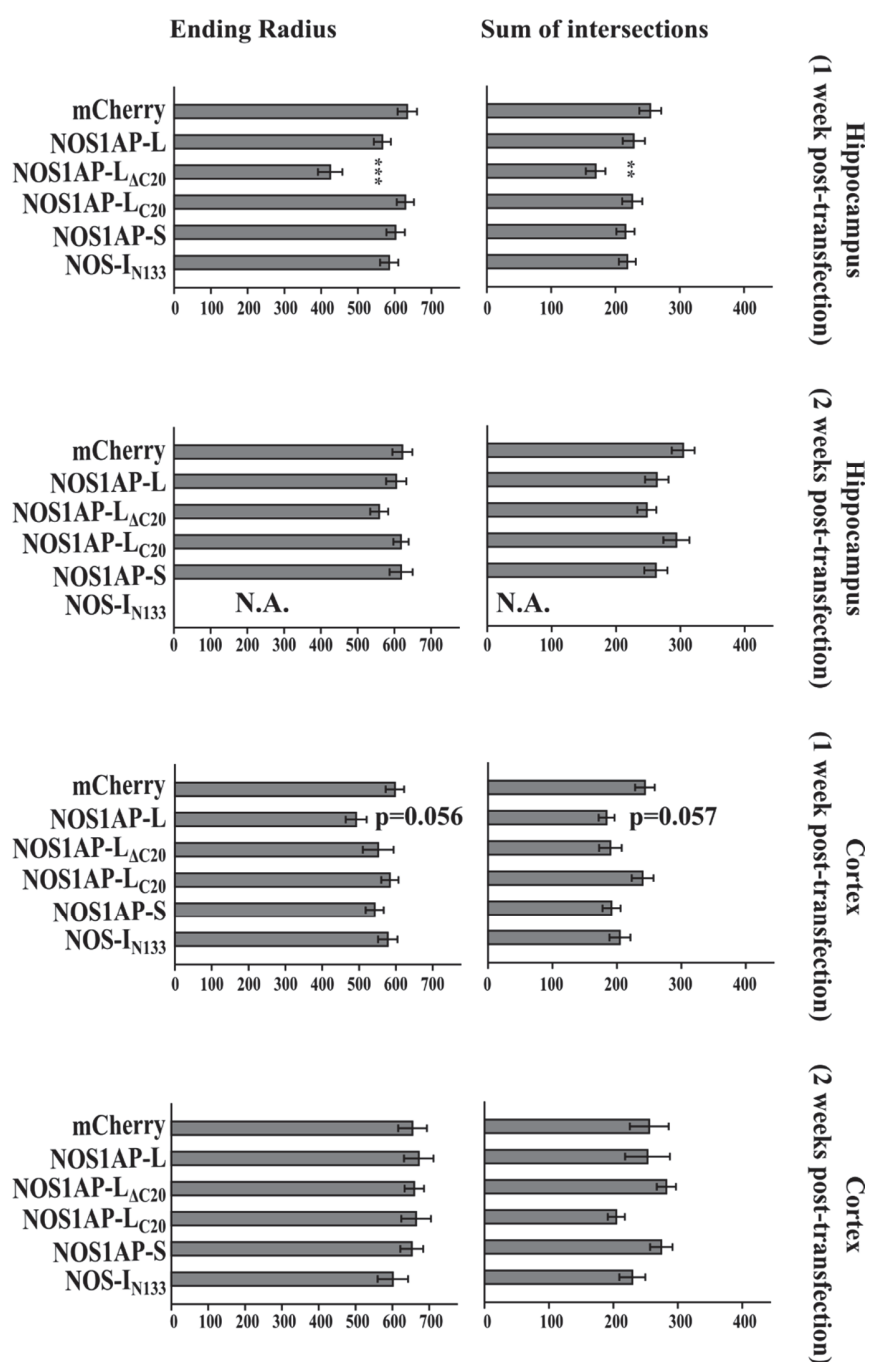 Ending Radius
Sum of intersections
Hippocampus
(1 week post-transfection)
mCherry
NOS1AP-L
NOS1AP-LΔC20
NOS1AP-LC20
NOS1AP-S
NOS-IN133
***
**
0 100 200 300 400 500 600 700
0 100 200 300 400
Hippocampus
(2 weeks post-transfection)
mCherry
NOS1AP-L
NOS1AP-LΔC20
NOS1AP-LC20
NOS1AP-S
NOS-IN133
N.A.
N.A.
0 100 200 300 400 500 600 700
0 100 200 300 400
Cortex
(1 week post-transfection)
mCherry
NOS1AP-L
NOS1AP-LΔC20
NOS1AP-LC20
NOS1AP-S
NOS-IN133
p=0.056
p=0.057
0 100 200 300 400 500 600 700
0 100 200 300 400
Cortex
(2 weeks post-transfection)
mCherry
NOS1AP-L
NOS1AP-LΔC20
NOS1AP-LC20
NOS1AP-S
NOS-IN133
0 100 200 300 400 500 600 700
0 100 200 300 400